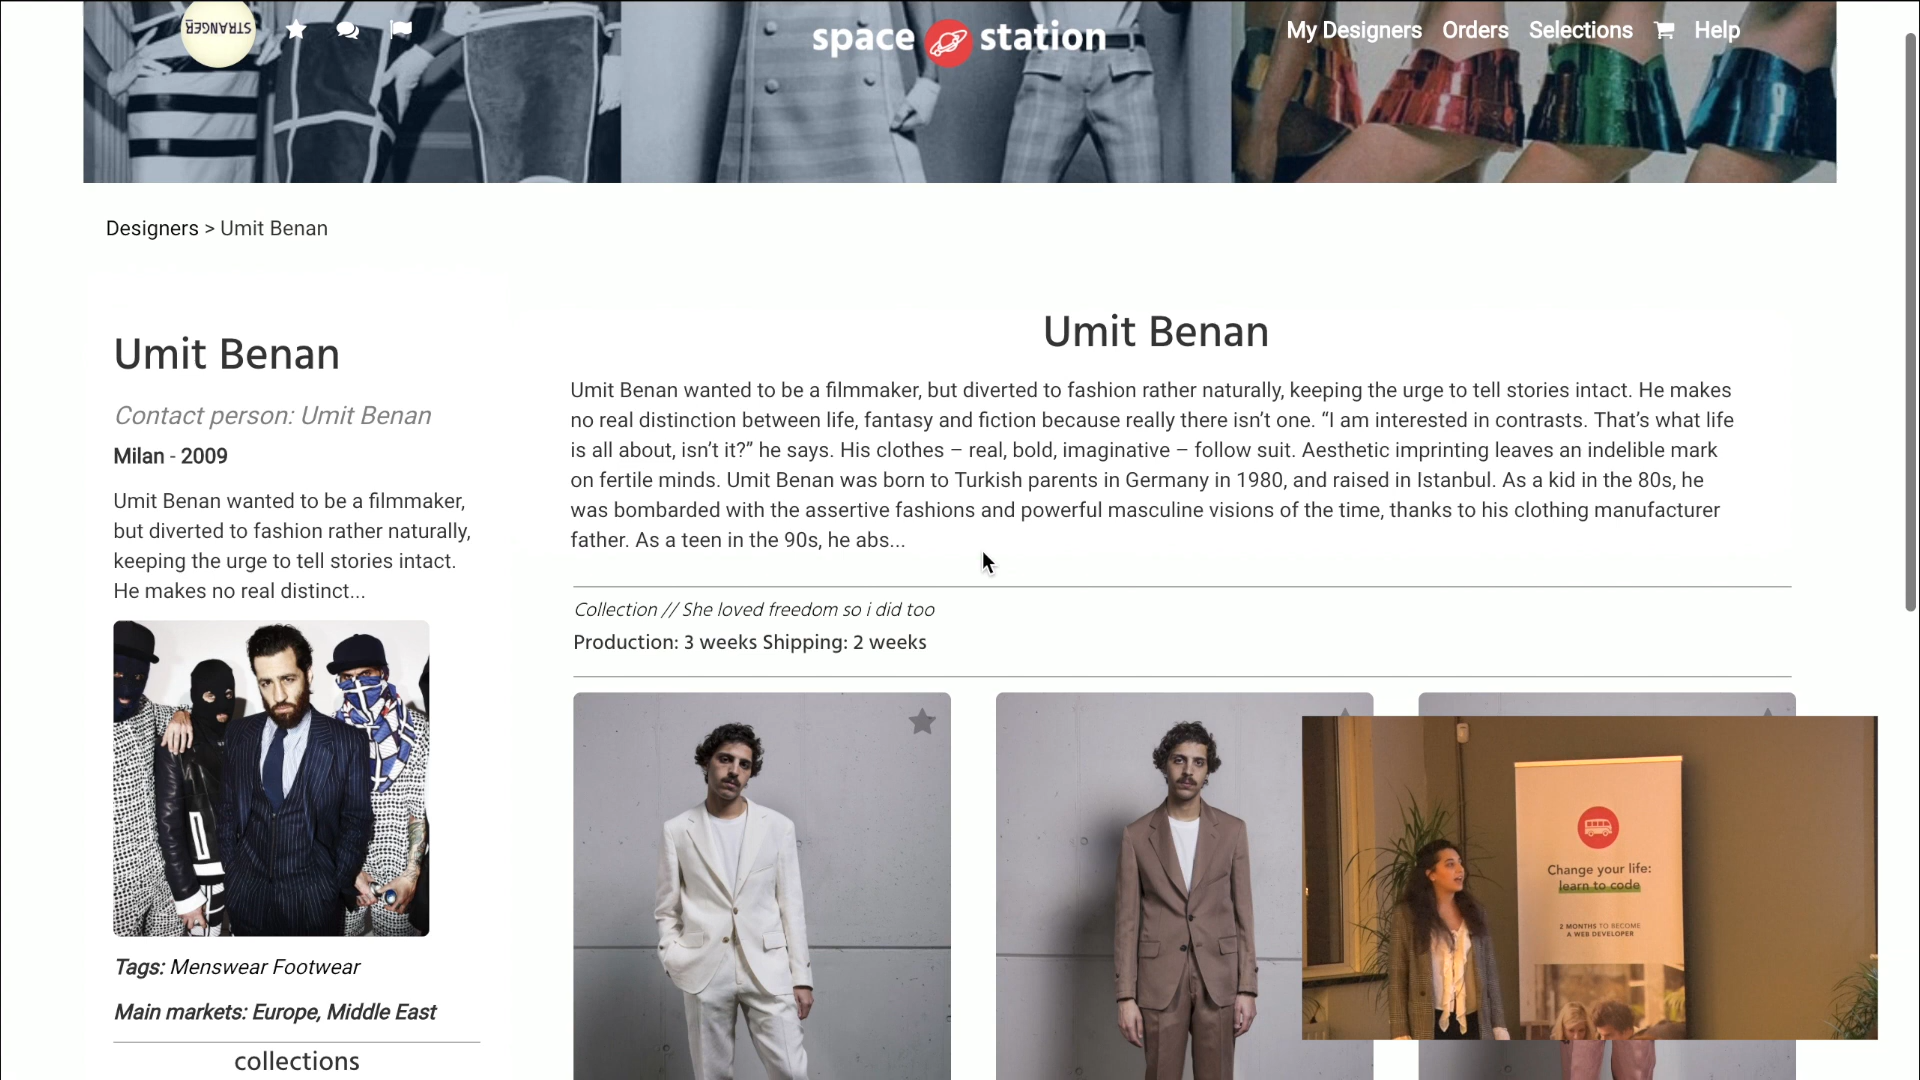 STRANGER
space station
My Designers Orders Selections Help
Designers > Umit Benan
Umit Benan
Contact person: Umit Benan
Milan - 2009
Umit Benan wanted to be a filmmaker,
but diverted to fashion rather naturally,
keeping the urge to tell stories intact.
He makes no real distinct...
Tags: Menswear Footwear
Main markets: Europe, Middle East
collections
Umit Benan
Umit Benan wanted to be a filmmaker, but diverted to fashion rather naturally, keeping the urge to tell stories intact. He makes
no real distinction between life, fantasy and fiction because really there isn’t one. “I am interested in contrasts. That’s what life
is all about, isn’t it?” he says. His clothes – real, bold, imaginative – follow suit. Aesthetic imprinting leaves an indelible mark
on fertile minds. Umit Benan was born to Turkish parents in Germany in 1980, and raised in Istanbul. As a kid in the 80s, he
was bombarded with the assertive fashions and powerful masculine visions of the time, thanks to his clothing manufacturer
father. As a teen in the 90s, he abs...
Collection // She loved freedom so i did too
Production: 3 weeks Shipping: 2 weeks
Change your life:
learn to code
2 MONTHS TO BECOME
A WEB DEVELOPER